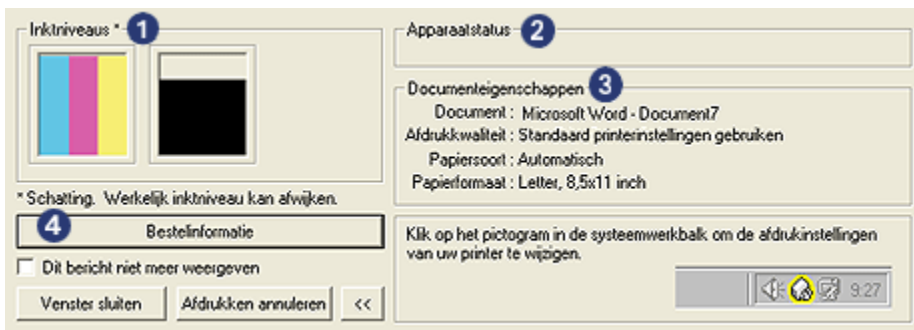 Inktniveaus * 1
* Schatting. Werkelijk inktniveau kan afwijken.
4 Bestelinformatie
Dit bericht niet meer weergeven
Venster sluiten Afdrukken annuleren <<
Apparaatstatus 2
Documenteigenschappen 3
Document : Microsoft Word - Document7
Afdrukkwaliteit : Standaard printerinstellingen gebruiken
Papiersoort : Automatisch
Papierformaat : Letter, 8,5x11 inch
Klik op het pictogram in de systeemwerkbalk om de afdrukinstellingen
van uw printer te wijzigen.
9:27